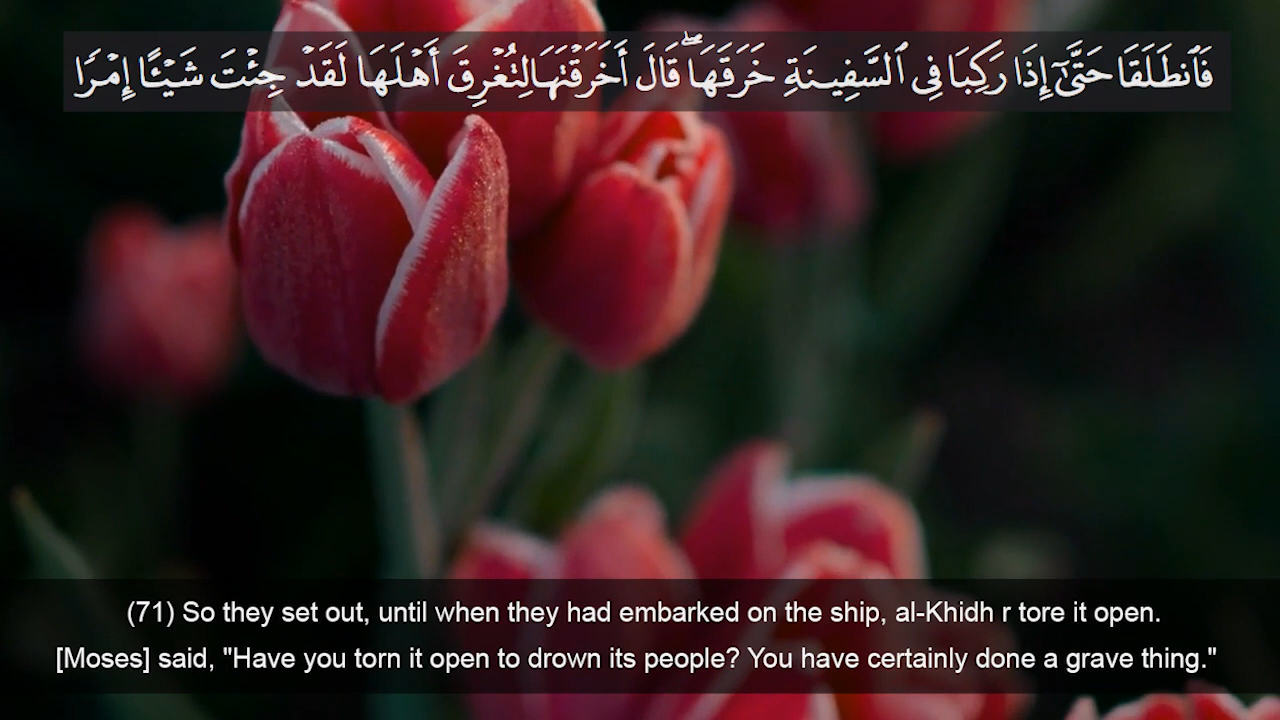 فَٱنطَلَقَا حَتَّىٰٓ إِذَا رَكِبَا فِى ٱلسَّفِينَةِ خَرَقَهَا ۖ قَالَ أَخَرَقْتَهَا لِتُغْرِقَ أَهْلَهَا لَقَدْ جِئْتَ شَيْـًٔا إِمْرًا
(71) So they set out, until when they had embarked on the ship, al-Khidh r tore it open.
[Moses] said, "Have you torn it open to drown its people? You have certainly done a grave thing."